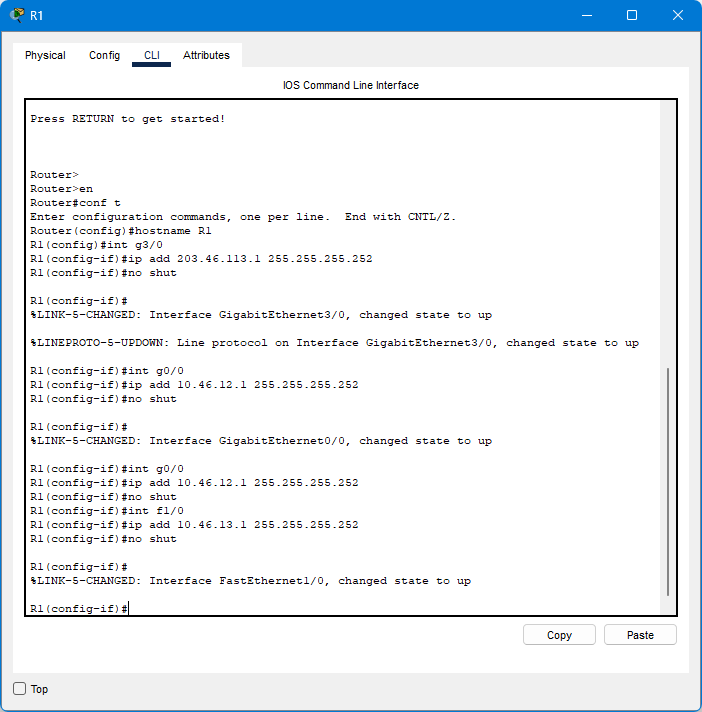 R1
Physical Config CLI Attributes
IOS Command Line Interface
Press RETURN to get started!
Router>
Router>en
Router#conf t
Enter configuration commands, one per line.  End with CNTL/Z.
Router(config)#hostname R1
R1(config)#int g3/0
R1(config-if)#ip add 203.46.113.1 255.255.255.252
R1(config-if)#no shut
R1(config-if)#
%LINK-5-CHANGED: Interface GigabitEthernet3/0, changed state to up
%LINEPROTO-5-UPDOWN: Line protocol on Interface GigabitEthernet3/0, changed state to up
R1(config-if)#int g0/0
R1(config-if)#ip add 10.46.12.1 255.255.255.252
R1(config-if)#no shut
R1(config-if)#
%LINK-5-CHANGED: Interface GigabitEthernet0/0, changed state to up
R1(config-if)#int g0/0
R1(config-if)#ip add 10.46.12.1 255.255.255.252
R1(config-if)#no shut
R1(config-if)#int f1/0
R1(config-if)#ip add 10.46.13.1 255.255.255.252
R1(config-if)#no shut
R1(config-if)#
%LINK-5-CHANGED: Interface FastEthernet1/0, changed state to up
R1(config-if)#
Copy Paste
Top